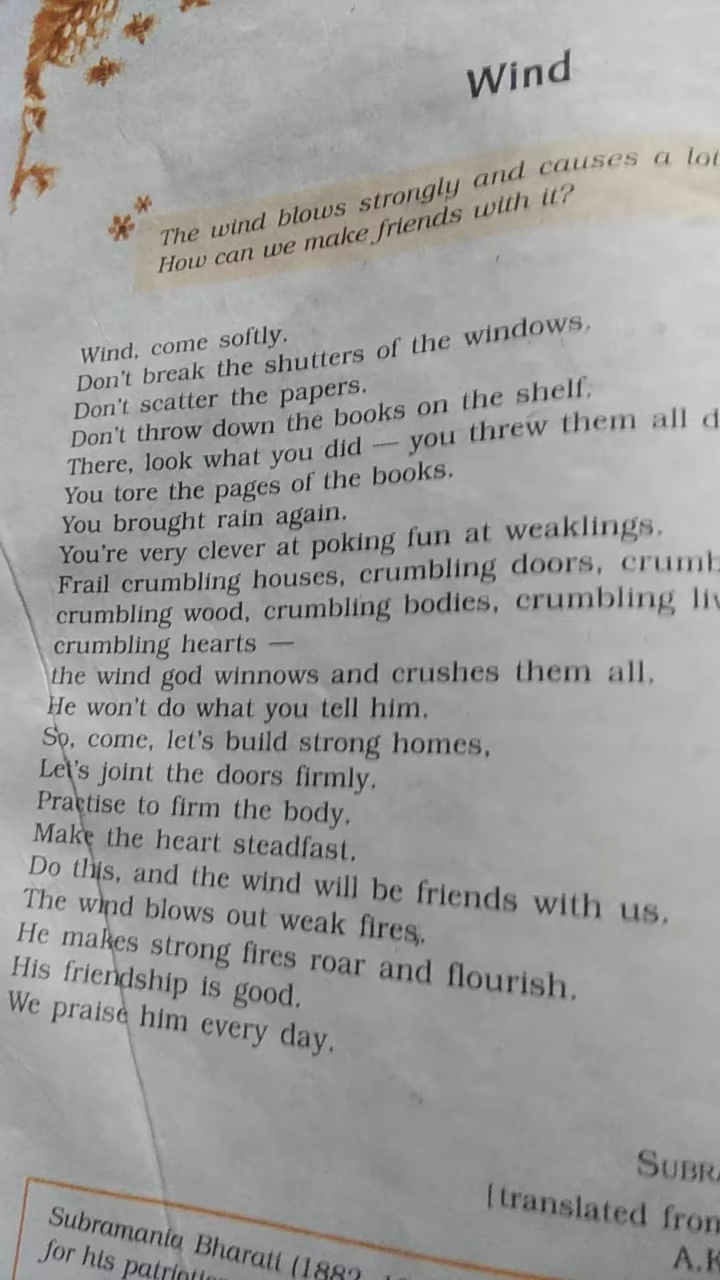 Wind
The wind blows strongly and causes a lot
How can we make friends with it?
Wind, come softly.
Don't break the shutters of the windows.
Don't scatter the papers.
Don't throw down the books on the shelf.
There, look what you did — you threw them all
You tore the pages of the books.
You brought rain again.
You're very clever at poking fun at weaklings.
Frail crumbling houses, crumbling doors,
crumbling wood, crumbling bodies, crumbling
crumbling hearts —
the wind god winnows and crushes them all.
He won't do what you tell him.
So, come, let's build strong homes,
Let's joint the doors firmly.
Practise to firm the body.
Make the heart steadfast.
Do this, and the wind will be friends with us.
The wind blows out weak fires.
He makes strong fires roar and flourish.
His friendship is good.
We praise him every day.
[translated from
Subramania Bharati (1882
for his